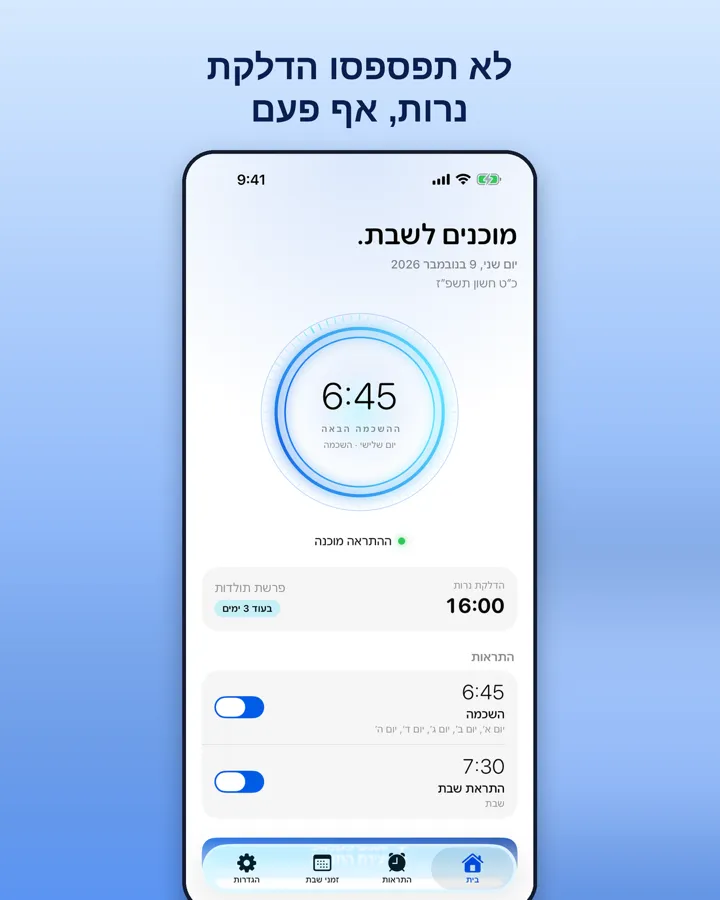 לא תפספסו הדלקת
נרות, אף פעם
9:41
מוכנים לשבת.
יום שני, 9 בנובמבר 2026
כ״ט חשון תשפ״ז
6:45
ההשכמה הבאה
יום שלישי · השכמה
ההתראה מוכנה
הדלקת נרות
פרשת תולדות
16:00
בעוד 3 ימים
התראות
6:45
השכמה
יום א׳, יום ב׳, יום ג׳, יום ד׳, יום ה׳
7:30
התראת שבת
שבת
בית
התראות
זמני שבת
הגדרות